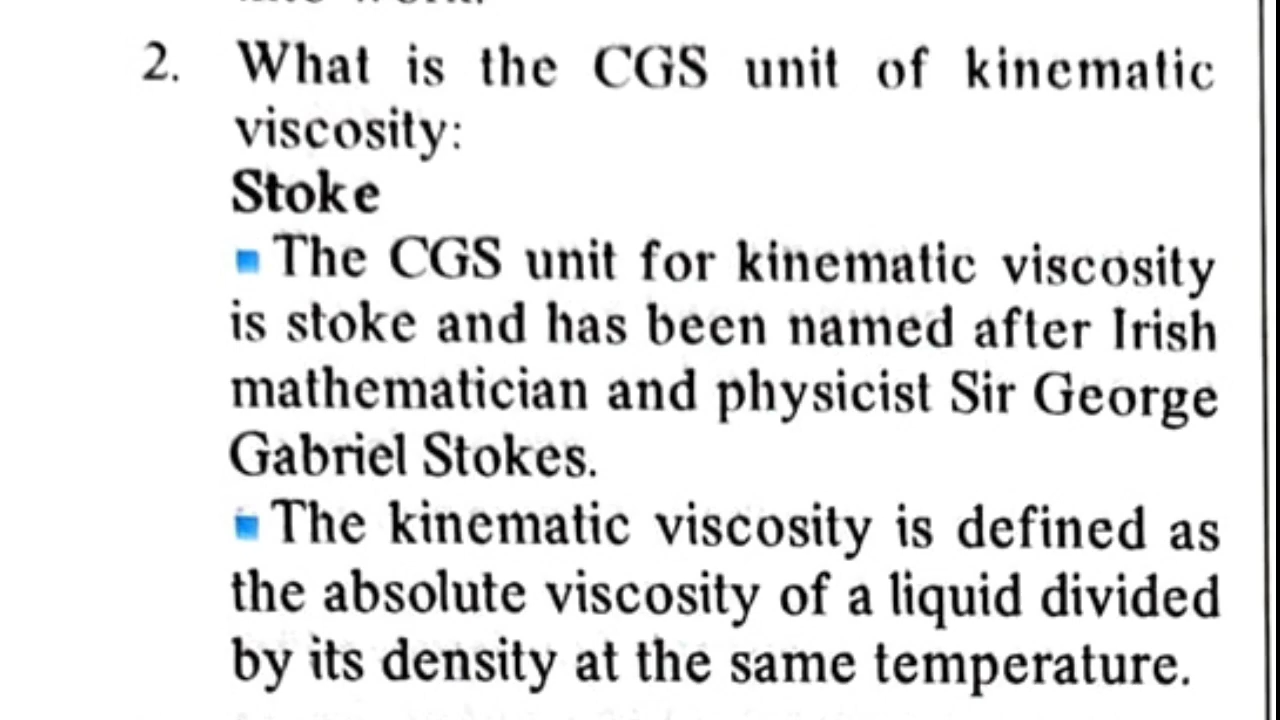 2. What is the CGS unit of kinematic
viscosity:
Stoke
▪ The CGS unit for kinematic viscosity
is stoke and has been named after Irish
mathematician and physicist Sir George
Gabriel Stokes.
▪ The kinematic viscosity is defined as
the absolute viscosity of a liquid divided
by its density at the same temperature.